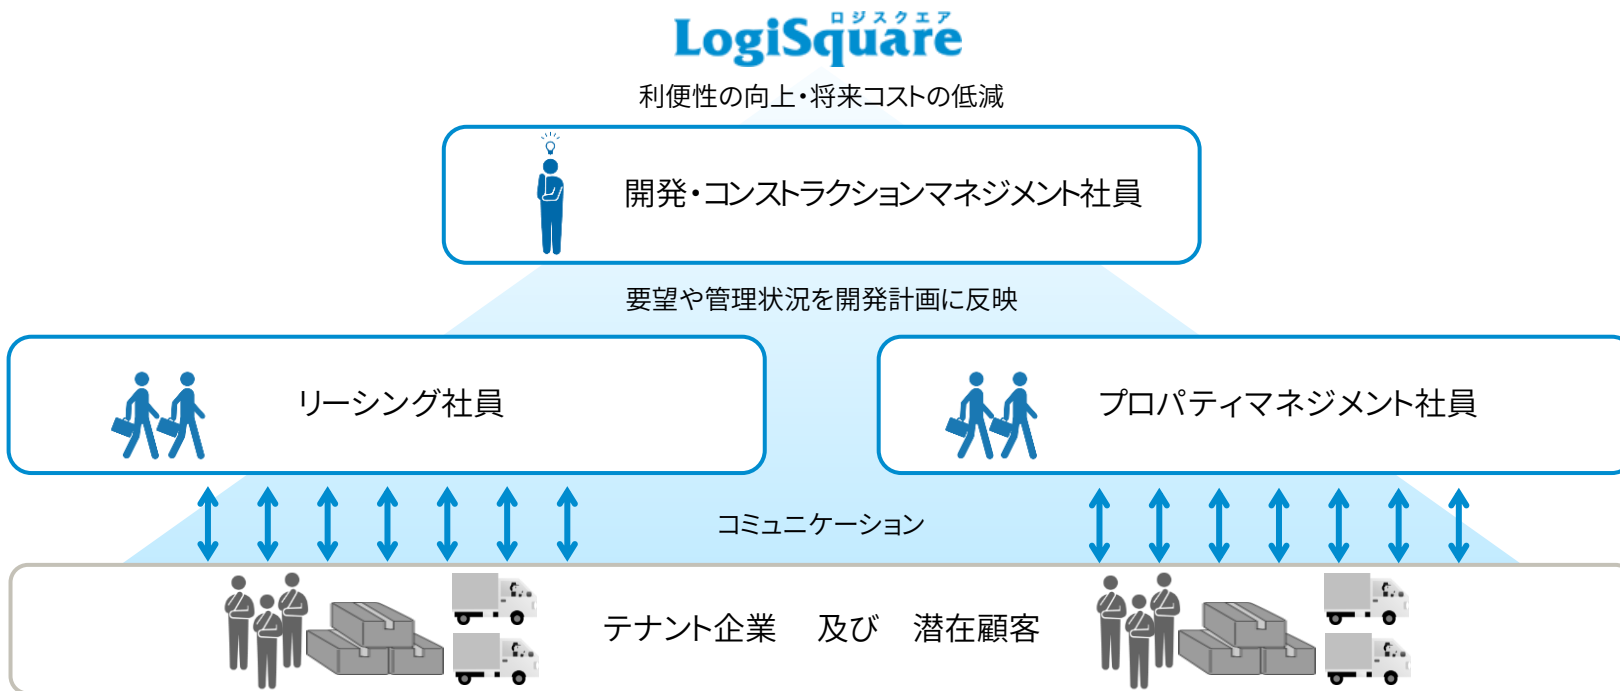 ロジスクエア
LogiSquare
利便性の向上・将来コストの低減
開発・コンストラクションマネジメント社員
要望や管理状況を開発計画に反映
リーシング社員
プロパティマネジメント社員
コミュニケーション
テナント企業　及び　潜在顧客